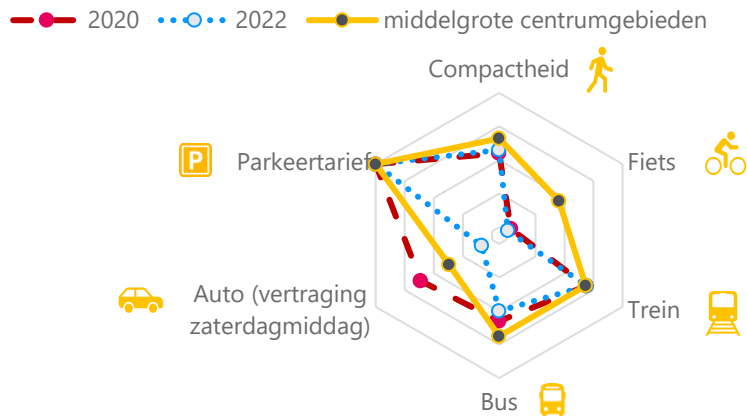 2020 2022 middelgrote centrumgebieden
Compactheid
P Parkeertarief
Fiets
Auto (vertraging
zaterdagmiddag)
Trein
Bus